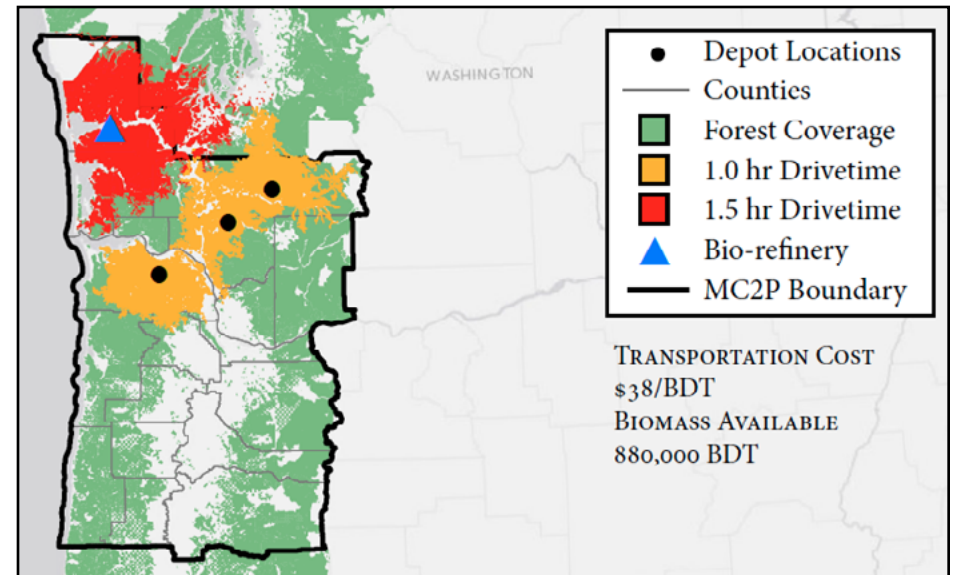 WASHINGTON
Depot Locations
Counties
Forest Coverage
1.0 hr Drivetime
1.5 hr Drivetime
Bio-refinery
MC2P Boundary
Transportation Cost
$38/BDT
Biomass Available
880,000 BDT